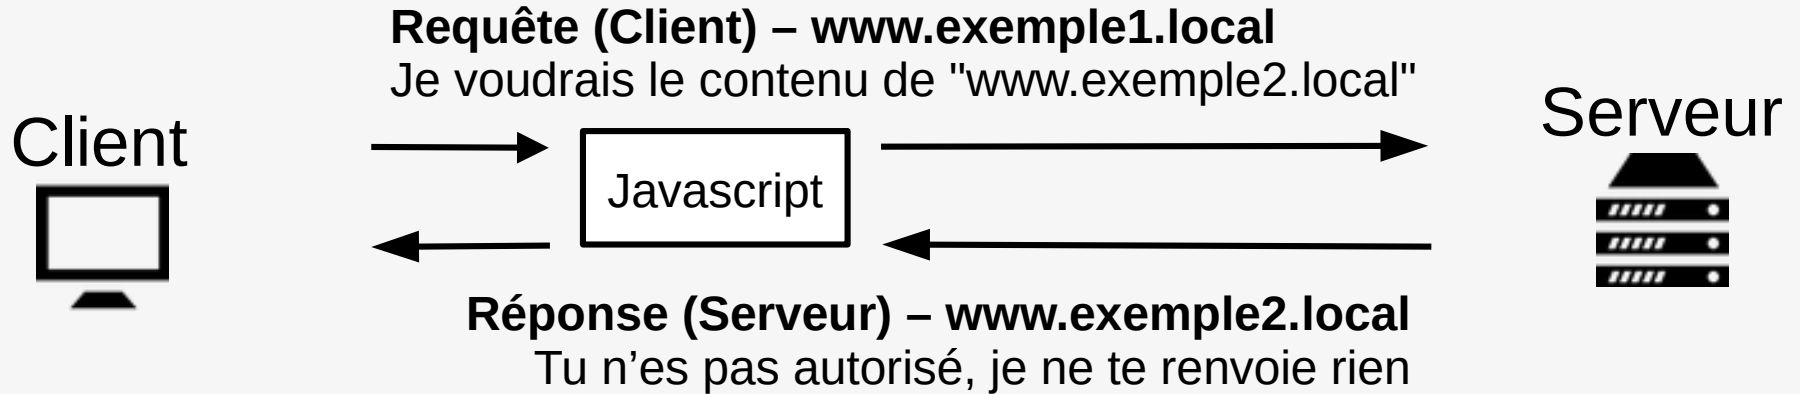 Requête (Client) – www.exemple1.local
Je voudrais le contenu de "www.exemple2.local"
Client
Serveur
Javascript
Réponse (Serveur) – www.exemple2.local
Tu n’es pas autorisé, je ne te renvoie rien